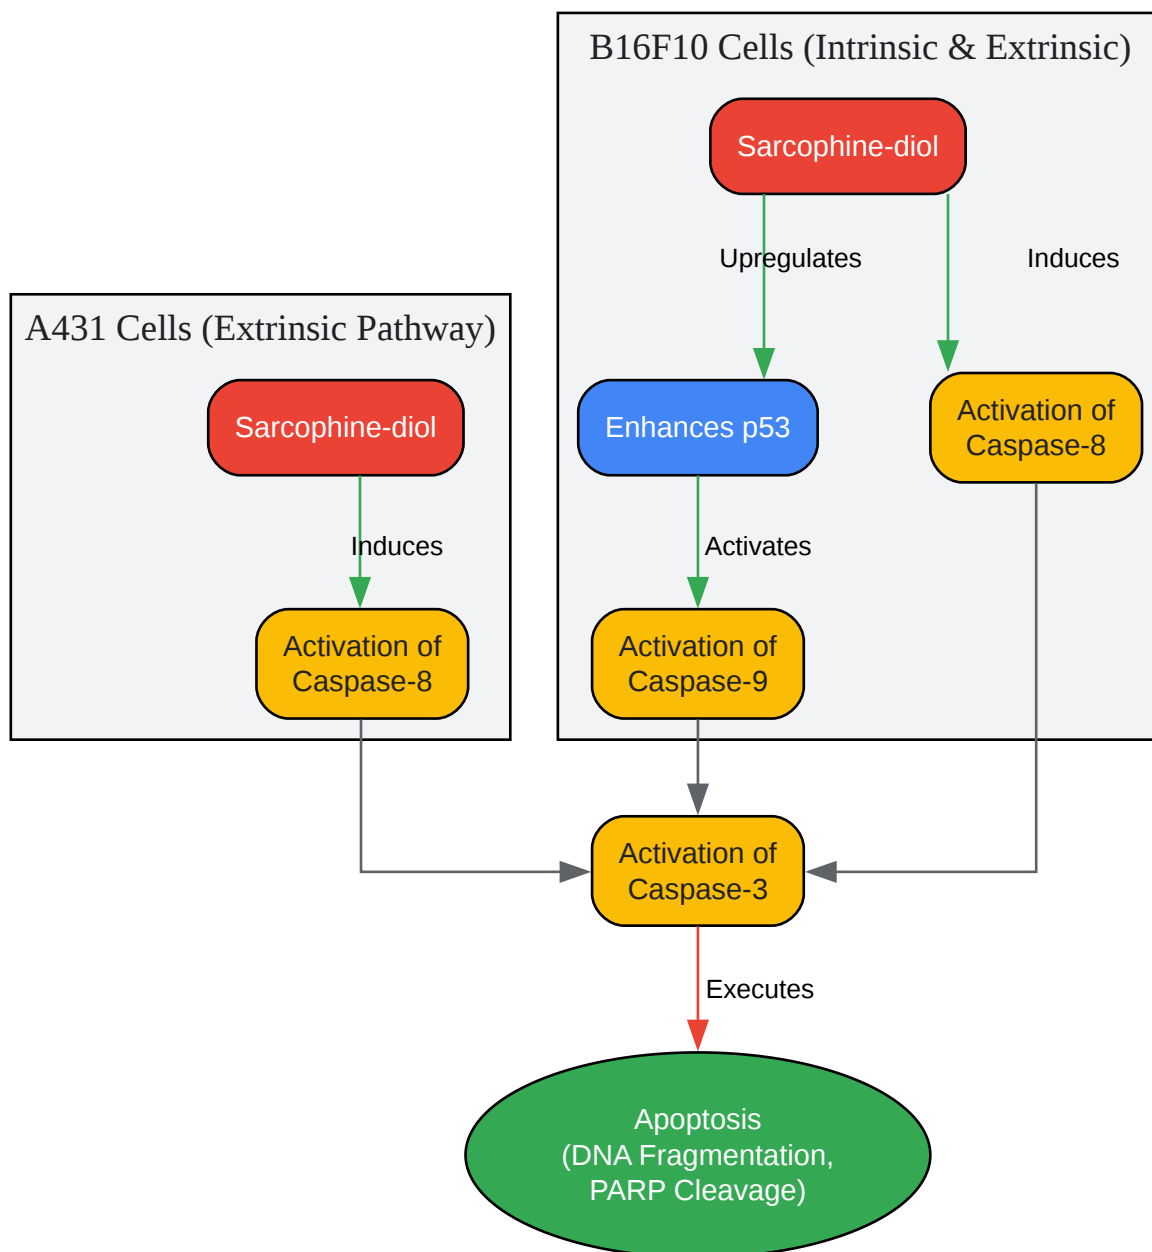 B16F10 Cells (Intrinsic & Extrinsic)
Sarcophine-diol
Upregulates
Induces
A431 Cells (Extrinsic Pathway)
Sarcophine-diol
Enhances p53
Activation of
Caspase-8
Induces
Activates
Activation of
Caspase-8
Activation of
Caspase-9
Activation of
Caspase-3
Executes
Apoptosis
(DNA Fragmentation,
PARP Cleavage)